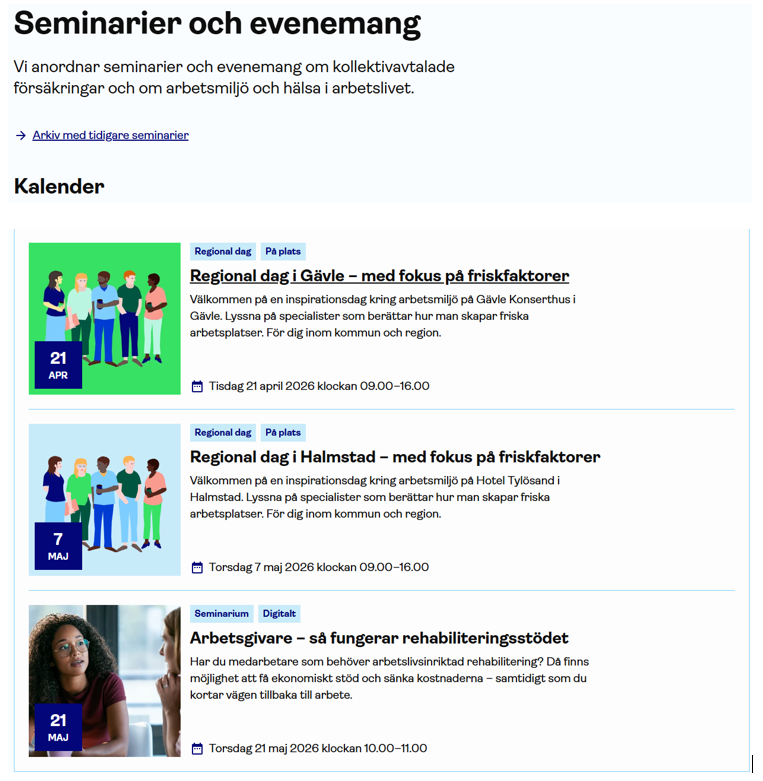 Seminarier och evenemang
Vi anordnar seminarier och evenemang om kollektivavtalade
försäkringar och om arbetsmiljö och hälsa i arbetslivet.
→ Arkiv med tidigare seminarier
Kalender
21
APR
Regional dag På plats
Regional dag i Gävle – med fokus på friskfaktorer
Välkommen på en inspirationsdag kring arbetsmiljö på Gävle Konserthus i
Gävle. Lyssna på specialister som berättar hur man skapar friska
arbetsplatser. För dig inom kommun och region.
Tisdag 21 april 2026 klockan 09.00–16.00
7
MAJ
Regional dag På plats
Regional dag i Halmstad – med fokus på friskfaktorer
Välkommen på en inspirationsdag kring arbetsmiljö på Hotel Tylösand i
Halmstad. Lyssna på specialister som berättar hur man skapar friska
arbetsplatser. För dig inom kommun och region.
Torsdag 7 maj 2026 klockan 09.00–16.00
21
MAJ
Seminarium Digitalt
Arbetsgivare – så fungerar rehabiliteringsstödet
Har du medarbetare som behöver arbetslivsinriktad rehabilitering? Då finns
möjlighet att få ekonomiskt stöd och sänka kostnaderna – samtidigt som du
kortar vägen tillbaka till arbete.
Torsdag 21 maj 2026 klockan 10.00–11.00